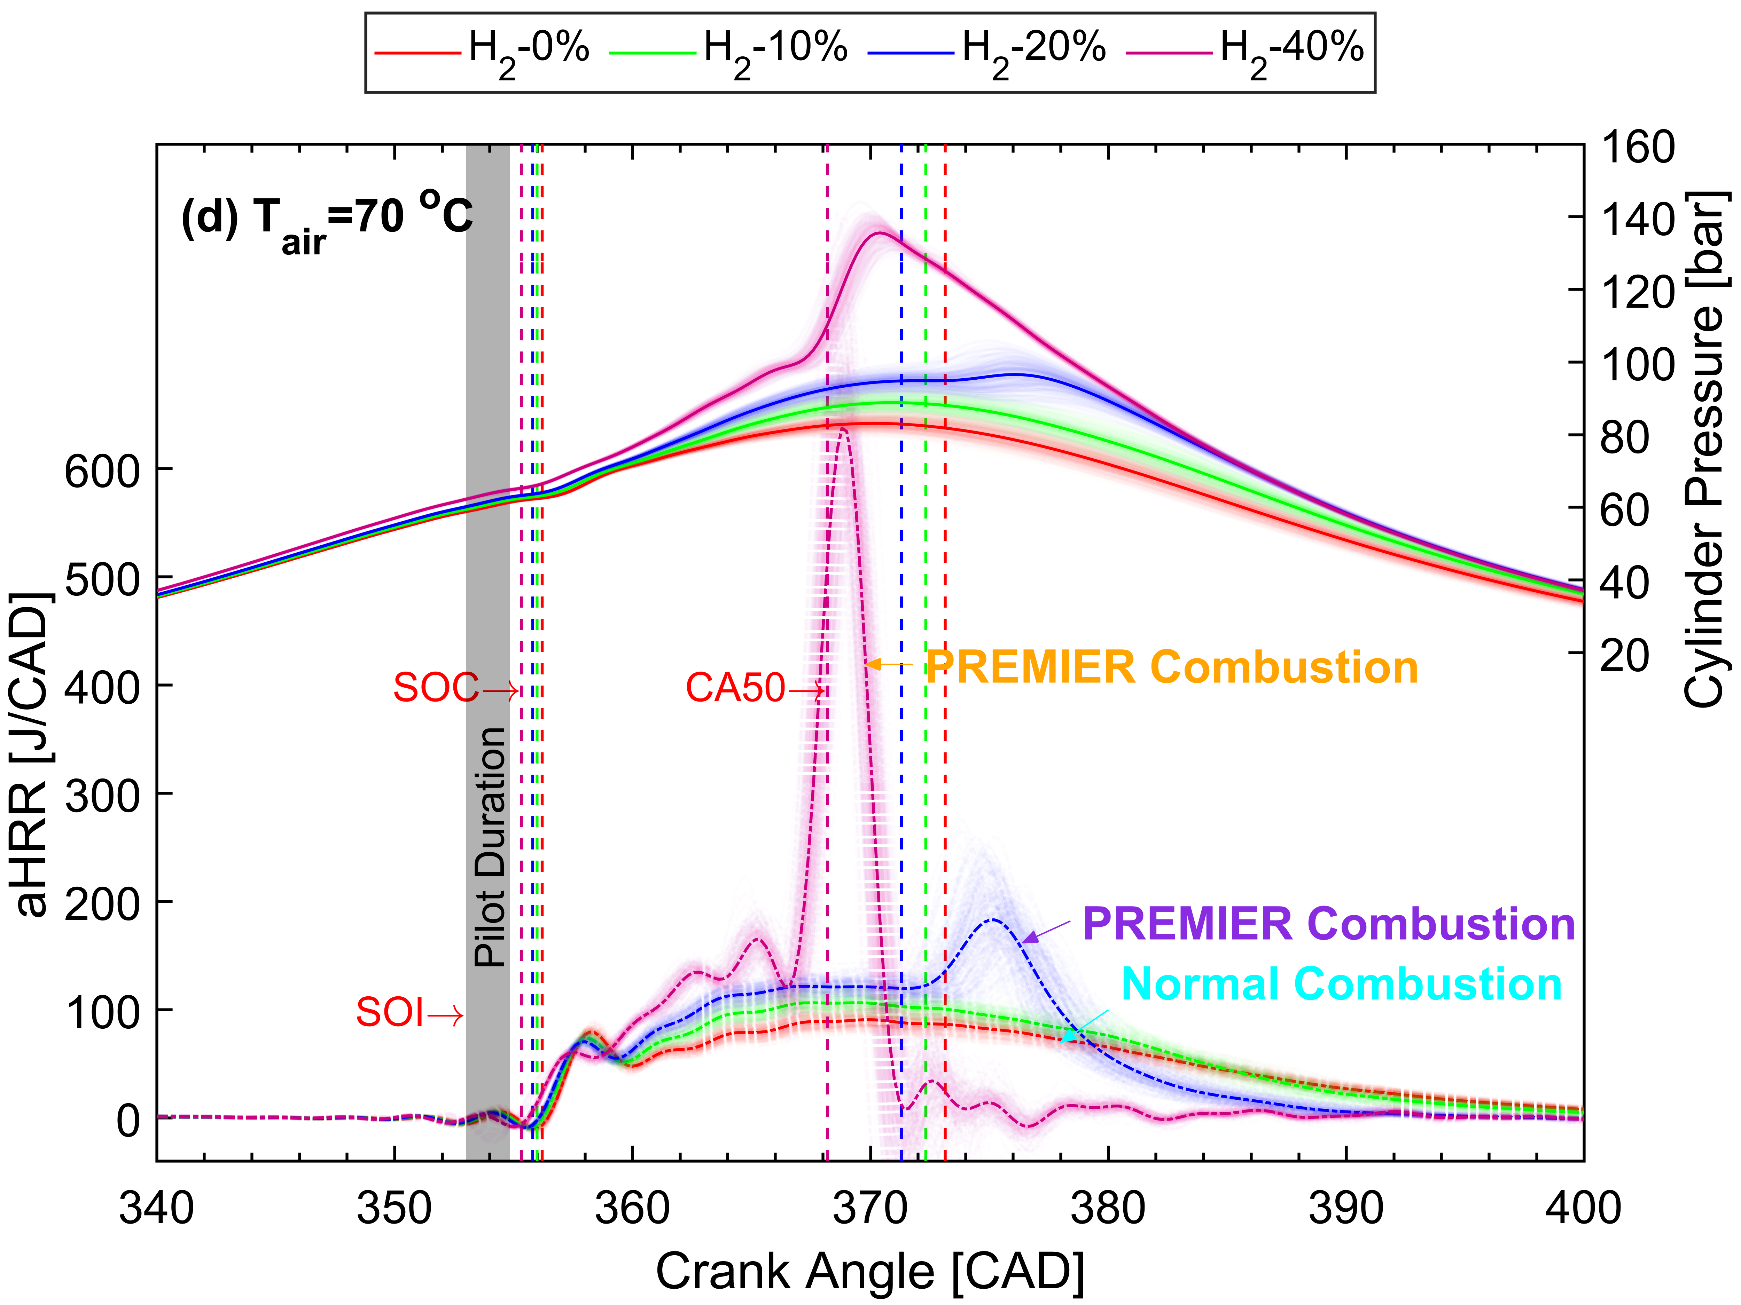 H2-0% H2-10% H2-20% H2-40%
(d) Tair=70 °C
160
140
120
100
80
60
40
20
Cylinder Pressure [bar]
600
500
400
300
200
100
0
aHRR [J/CAD]
SOC
CA50
PREMIER Combustion
Pilot Duration
PREMIER Combustion
Normal Combustion
SOI
340 350 360 370 380 390 400
Crank Angle [CAD]